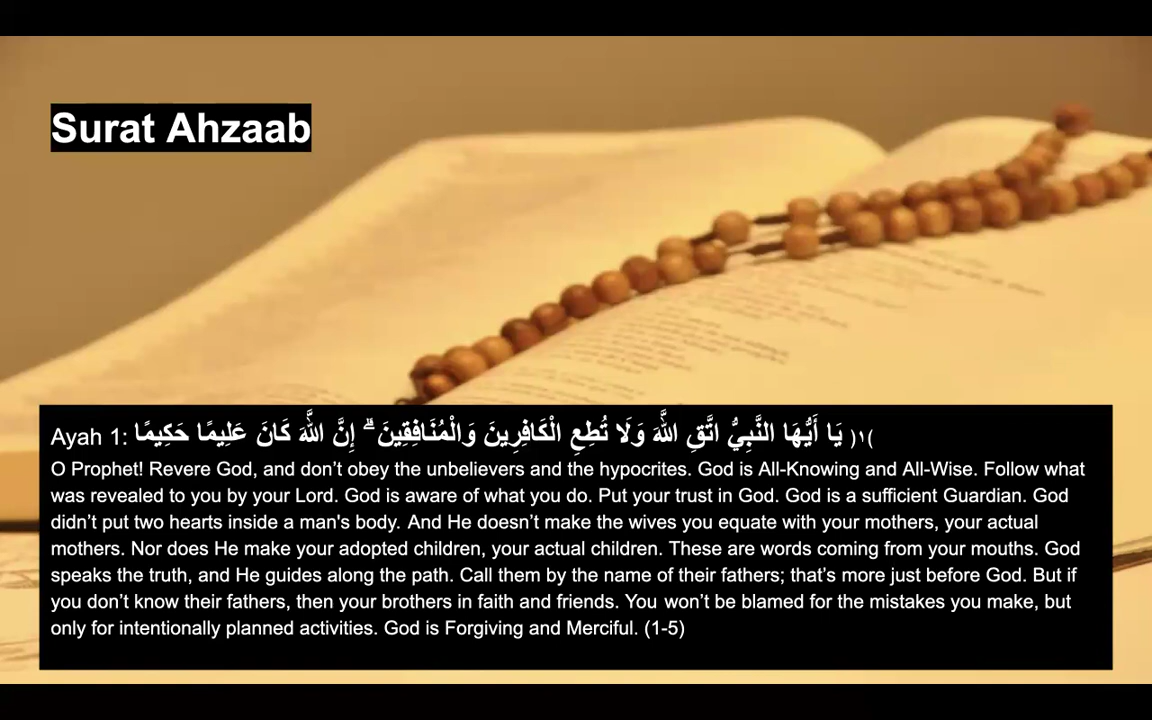 Surat Ahzaab
Ayah 1: يَا أَيُّهَا النَّبِيُّ اتَّقِ اللَّهَ وَلَا تُطِعِ الْكَافِرِينَ وَالْمُنَافِقِينَ ۗ إِنَّ اللَّهَ كَانَ عَلِيمًا حَكِيمًا )١(
O Prophet! Revere God, and don’t obey the unbelievers and the hypocrites. God is All-Knowing and All-Wise. Follow what
was revealed to you by your Lord. God is aware of what you do. Put your trust in God. God is a sufficient Guardian. God
didn’t put two hearts inside a man's body. And He doesn’t make the wives you equate with your mothers, your actual
mothers. Nor does He make your adopted children, your actual children. These are words coming from your mouths. God
speaks the truth, and He guides along the path. Call them by the name of their fathers; that’s more just before God. But if
you don’t know their fathers, then your brothers in faith and friends. You won’t be blamed for the mistakes you make, but
only for intentionally planned activities. God is Forgiving and Merciful. (1-5)